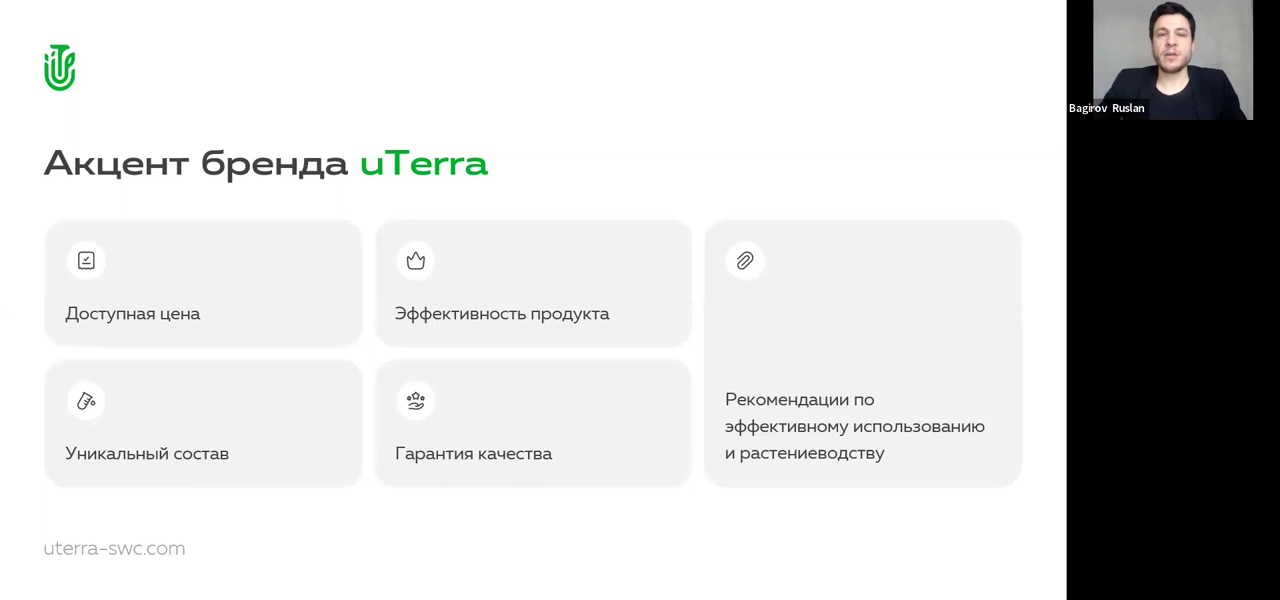 Акцент бренда uTerra
Доступная цена
Эффективность продукта
Уникальный состав
Гарантия качества
Рекомендации по
эффективному использованию
и растениеводству
uterra-swc.com
Bagirov Ruslan